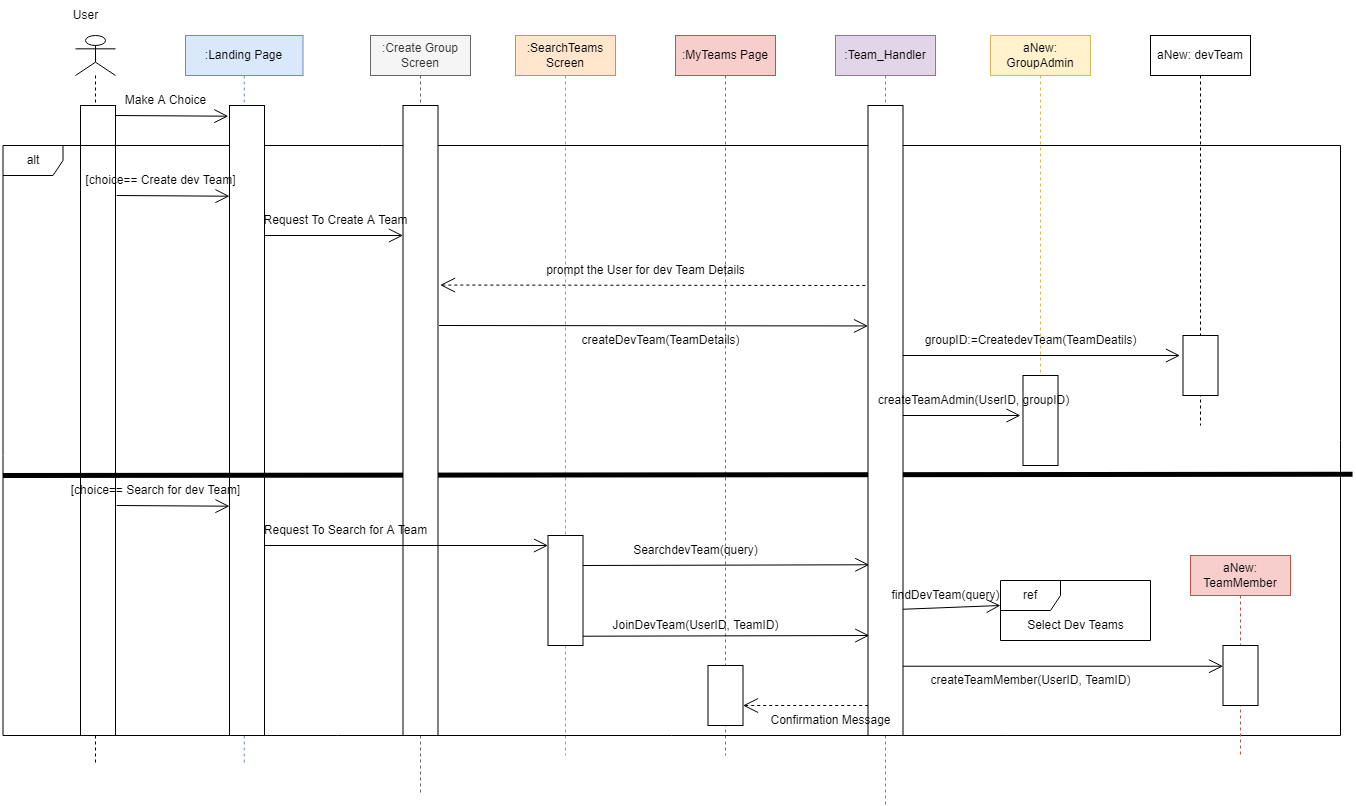 User
:Landing Page
:Create Group
Screen
:SearchTeams
Screen
:MyTeams Page
:Team_Handler
aNew:
GroupAdmin
aNew: devTeam
Make A Choice
alt
[choice== Create dev Team]
Request To Create A Team
prompt the User for dev Team Details
createDevTeam(TeamDetails)
groupID:=CreatedevTeam(TeamDeatils)
createTeamAdmin(UserID, groupID)
[choice== Search for dev Team]
Request To Search for A Team
SearchdevTeam(query)
aNew:
TeamMember
findDevTeam(query)
ref
Select Dev Teams
JoinDevTeam(UserID, TeamID)
createTeamMember(UserID, TeamID)
Confirmation Message